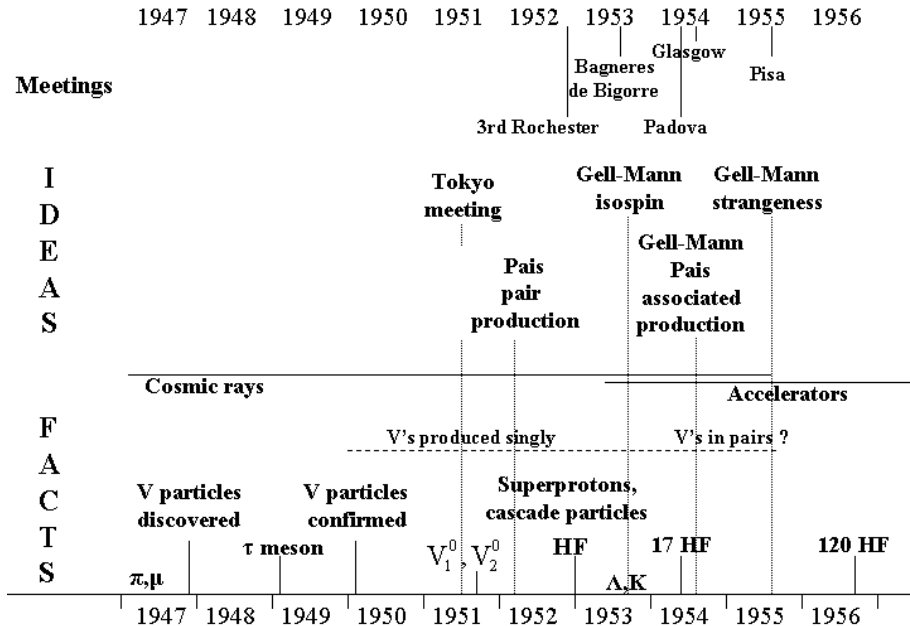 1947 1948 1949 1950 1951 1952 1953 1954 1955 1956
Glasgow
Bagneres
de Bigorre
Pisa
Meetings
3rd Rochester
Padova
I
D
E
A
S
Tokyo
meeting
Gell-Mann
isospin
Gell-Mann
strangeness
Pais
pair
production
Gell-Mann
Pais
associated
production
Cosmic rays
Accelerators
F
A
C
T
S
V's produced singly
V's in pairs ?
V particles
discovered
V particles
confirmed
Superprotons,
cascade particles
τ meson
V₁⁰, V₂⁰
HF
17 HF
120 HF
π,μ
Λ,K
1947 1948 1949 1950 1951 1952 1953 1954 1955 1956